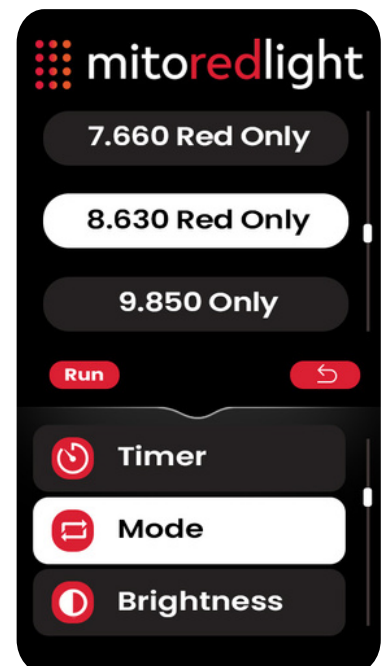 mitoredlight
7.660 Red Only
8.630 Red Only
9.850 Only
Run
Timer
Mode
Brightness